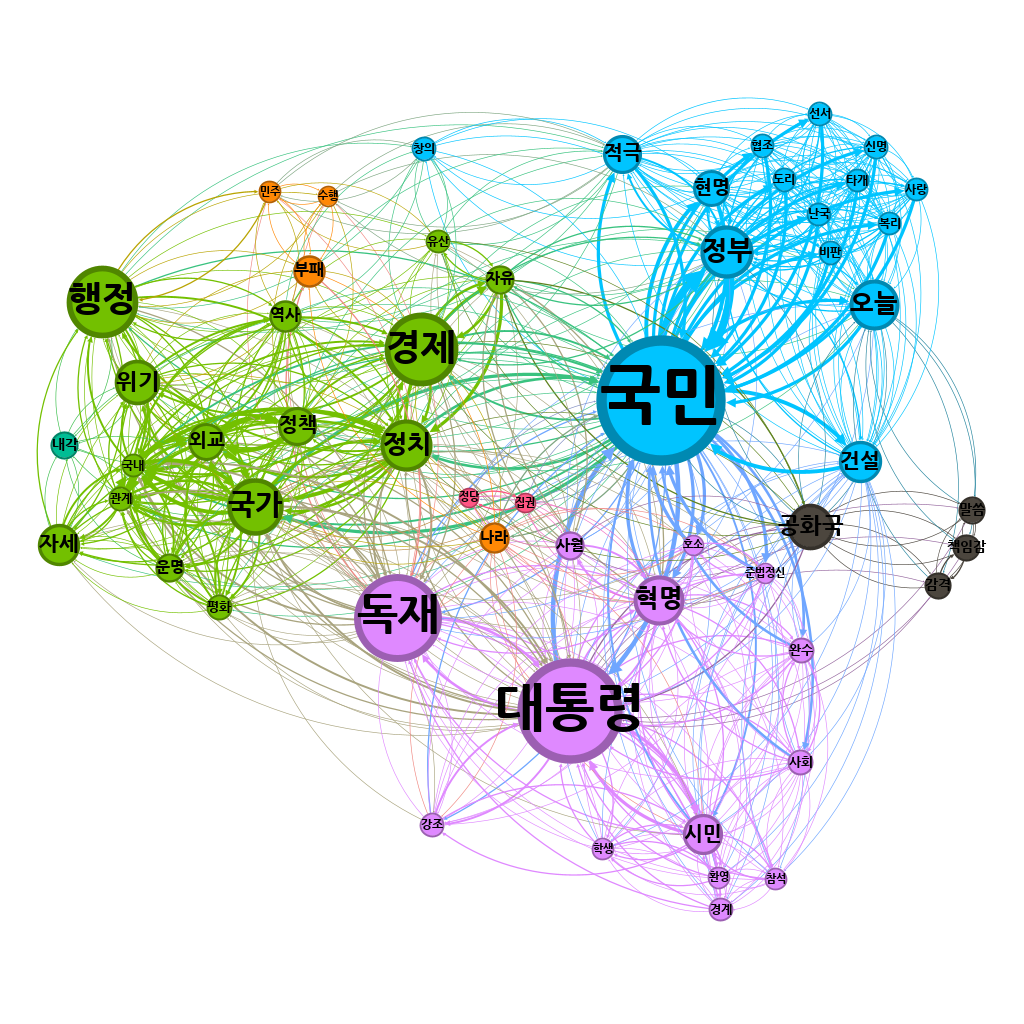 선서
협조
신명
창의
적극
도리
타개
현명
사랑
민주
수행
난국
복리
유산
정부
비판
부패
자유
행정
오늘
역사
경제
위기
국민
정책
외교
정치
내각
건설
국내
관계
정당
집권
국가
말씀
공화국
나라
자세
사월
호소
책임감
운명
준법정신
감격
평화
독재
혁명
완수
대통령
사회
강조
시민
학생
환영
참석
경계